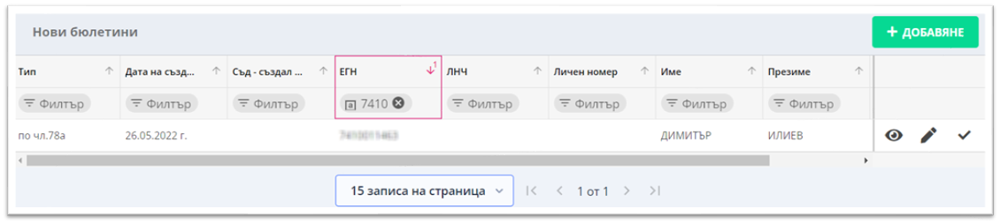 Нови бюлетини
+ ДОБАВЯНЕ
Тип Дата на създ... Съд - създал ... ЕГН 1 ЛНЧ Личен номер Име Презиме
Филтър Филтър Филтър a 7410 Филтър Филтър Филтър Филтър
по чл.78а 26.05.2022 г. ДИМИТЪР ИЛИЕВ
15 записа на страница 1 от 1